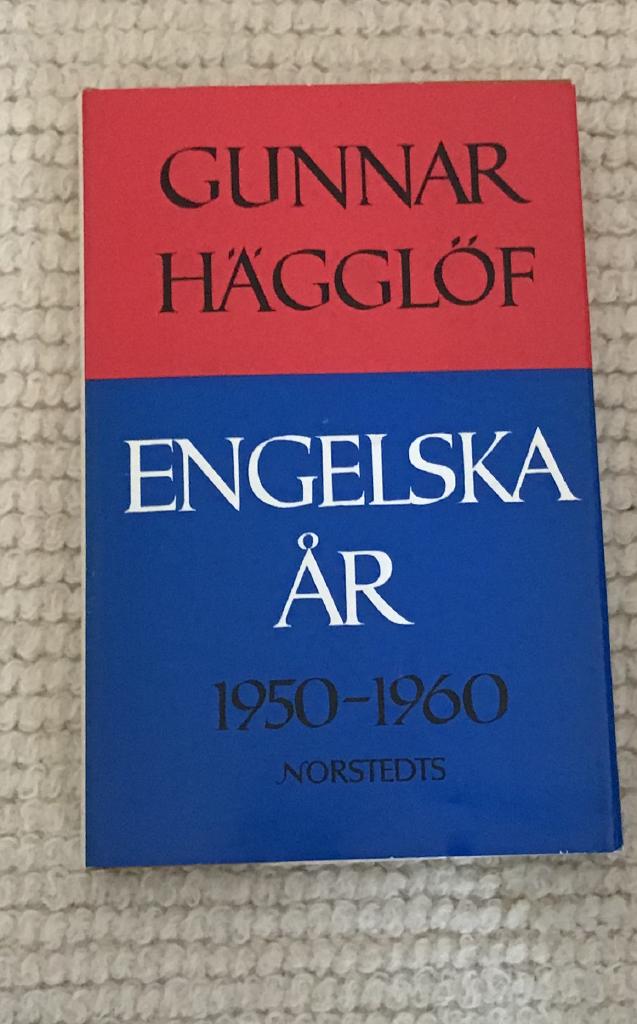 GUNNAR
HÄGGLÖF
ENGELSKA
ÅR
1950-1960
NORSTEDTS